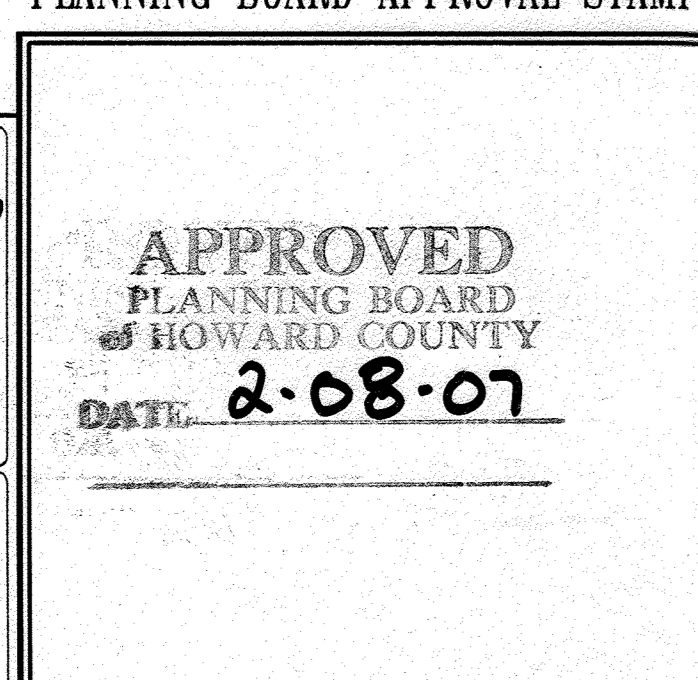 PLANNING BOARD APPROVAL STAMP
APPROVED
PLANNING BOARD
of HOWARD COUNTY
DATE 2.08.07